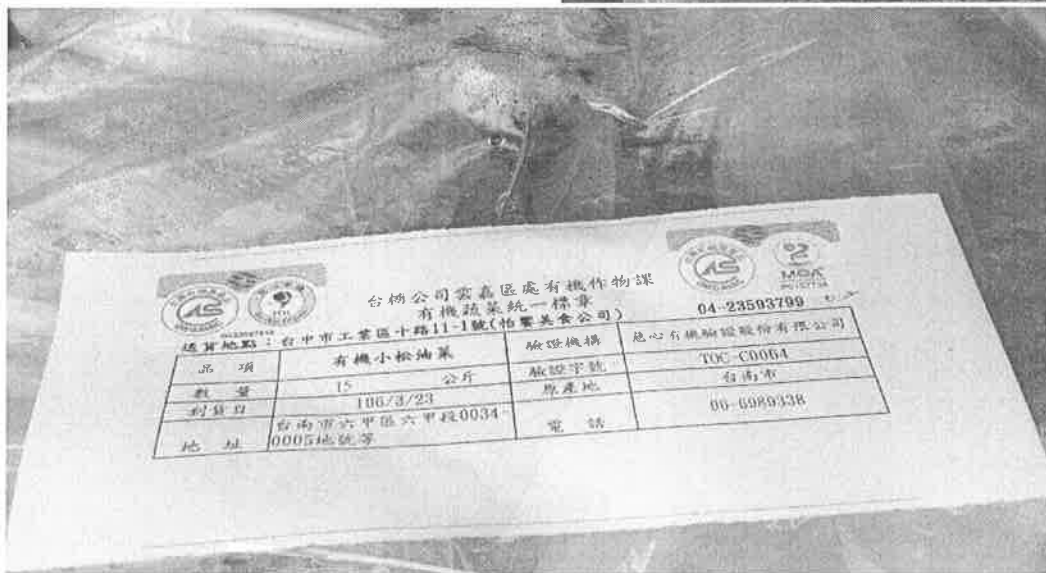 台糖公司雲嘉區處有機作物課
有機蔬菜統一標章
04-23593799
送貨地點：台中市工業區十路11-1號(怡饗美食公司)
品 項 有機小松油菜 驗證機構 慈心有機驗證股份有限公司
數 量 15 公斤 驗證字號 TOC-C0064
到貨日 106/3/23 原產地 台南市
地 址 台南市六甲區六甲段0034-
0005地號等 電 話 06-6989338
MOA